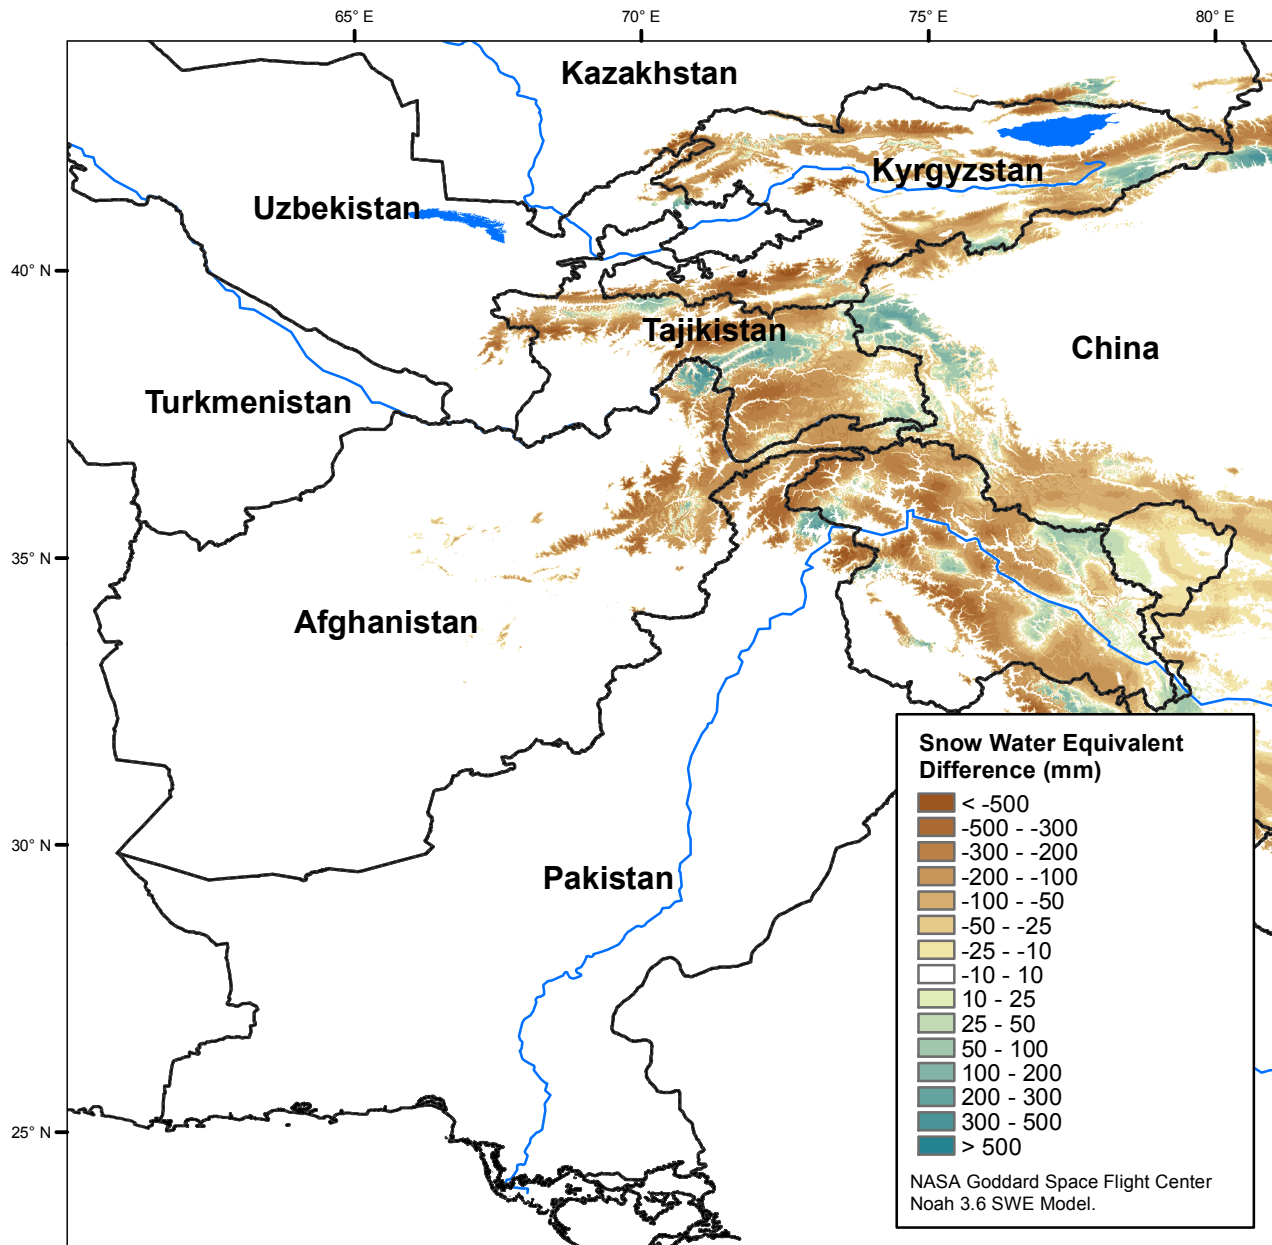 65° E
70° E
75° E
80° E
Kazakhstan
Kyrgyzstan
Uzbekistan
40° N
Tajikistan
China
Turkmenistan
35° N
Afghanistan
Snow Water Equivalent
Difference (mm)
< -500
-500 - -300
-300 - -200
-200 - -100
-100 - -50
-50 - -25
-25 - -10
-10 - 10
10 - 25
25 - 50
50 - 100
100 - 200
200 - 300
300 - 500
> 500
NASA Goddard Space Flight Center
Noah 3.6 SWE Model.
30° N
Pakistan
25° N